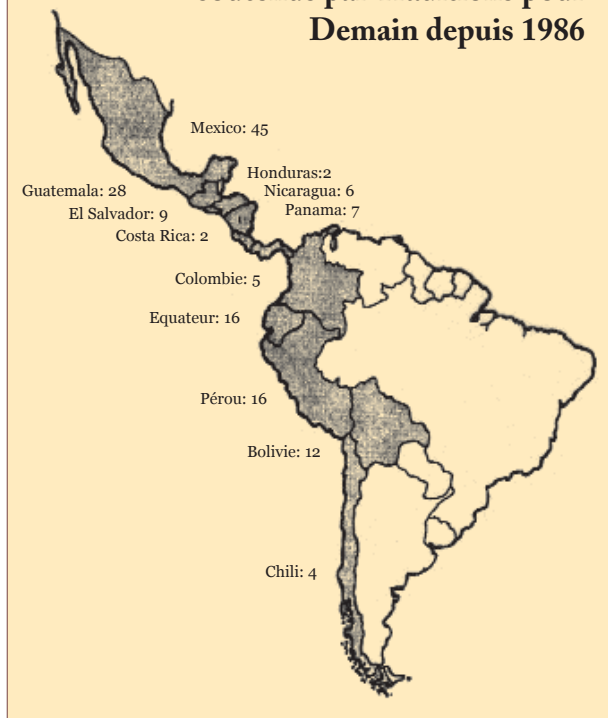 Demain depuis 1986
Mexico: 45
Honduras:2
Guatemala: 28
Nicaragua: 6
El Salvador: 9
Panama: 7
Costa Rica: 2
Colombie: 5
Equateur: 16
Pérou: 16
Bolivie: 12
Chili: 4